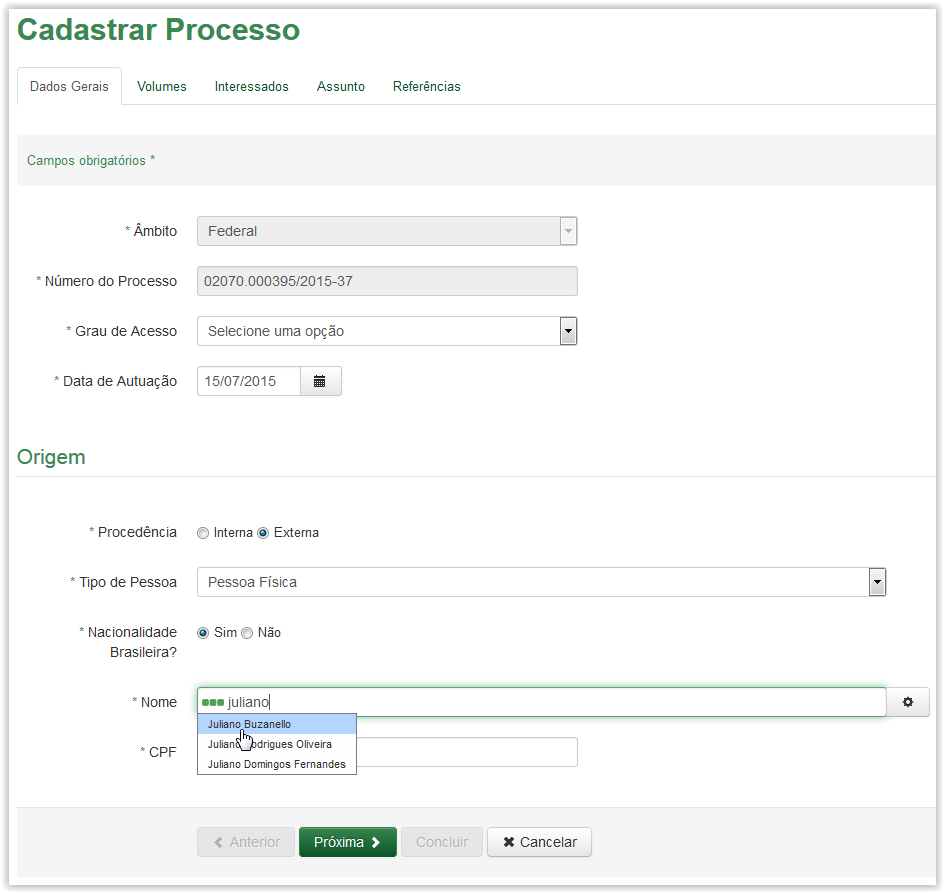 Cadastrar Processo
Dados Gerais Volumes Interessados Assunto Referências
Campos obrigatórios *
* Âmbito Federal
* Número do Processo 02070.000395/2015-37
* Grau de Acesso Selecione uma opção
* Data de Autuação 15/07/2015
Origem
* Procedência Interna Externa
* Tipo de Pessoa Pessoa Física
* Nacionalidade Sim Não
Brasileira?
* Nome juliano
Juliano Buzanello
* CPF
Juliano Rodrigues Oliveira
Juliano Domingos Fernandes
Anterior Próxima Concluir Cancelar